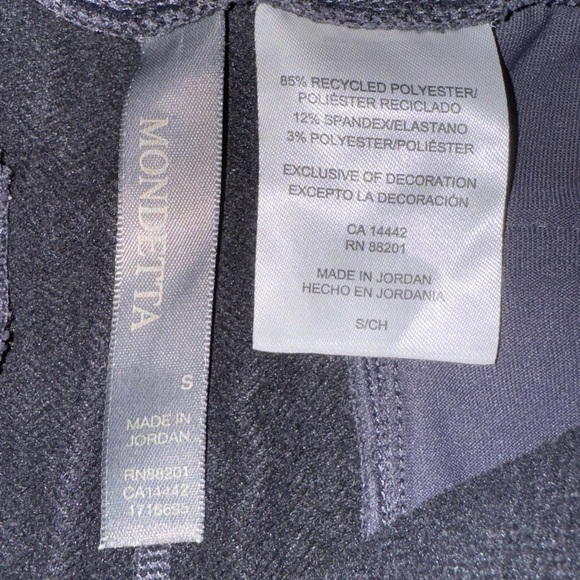 MONDETTA
S
MADE IN
JORDAN
RN88201
CA14442
1716695
85% RECYCLED POLYESTER/
POLIÉSTER RECICLADO
12% SPANDEX/ELASTANO
3% POLYESTER/POLIÉSTER
EXCLUSIVE OF DECORATION
EXCEPTO LA DECORACIÓN
CA 14442
RN 88201
MADE IN JORDAN
HECHO EN JORDANIA
S/CH